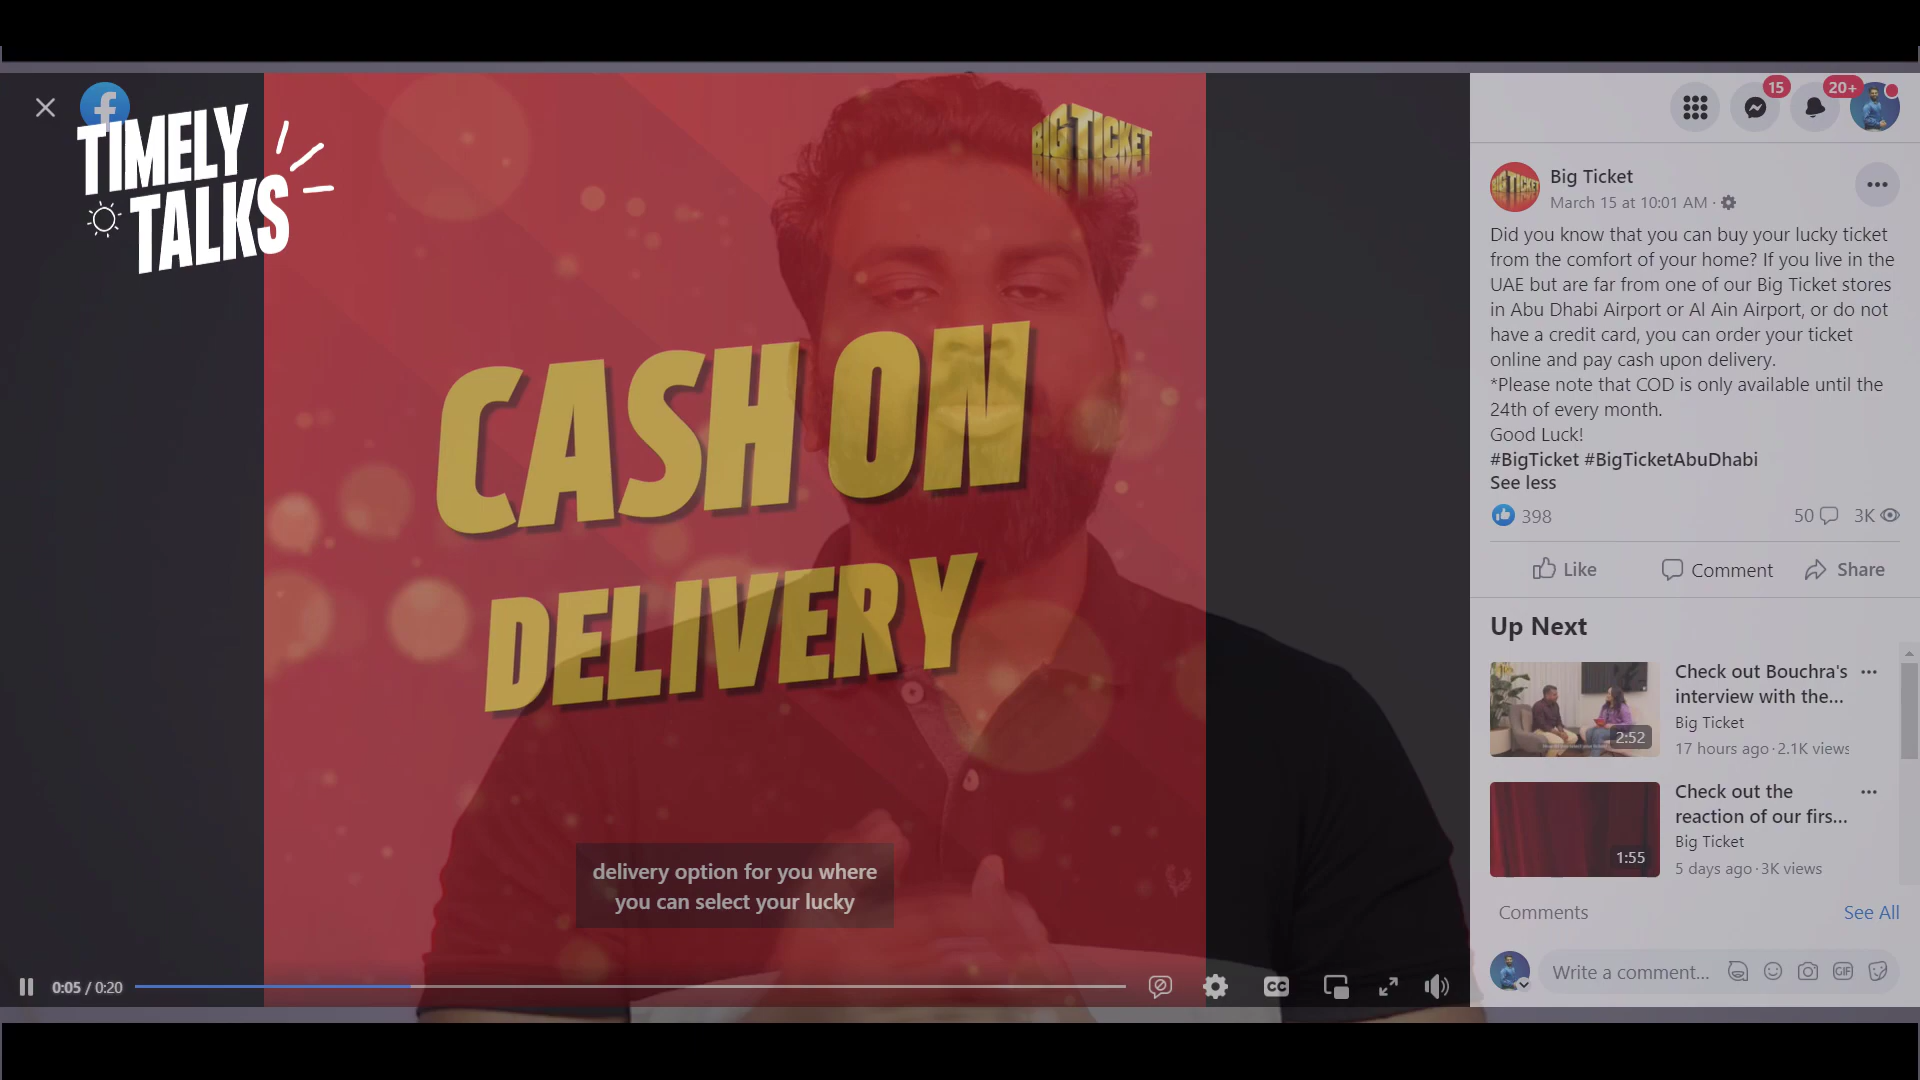 TIMELY
TALKS
BIG TICKET
CASH ON
DELIVERY
delivery option for you where
you can select your lucky
0:05 / 0:20
CC
15
20+
BIG TICKET
Big Ticket
March 15 at 10:01 AM ·
Did you know that you can buy your lucky ticket
from the comfort of your home? If you live in the
UAE but are far from one of our Big Ticket stores
in Abu Dhabi Airport or Al Ain Airport, or do not
have a credit card, you can order your ticket
online and pay cash upon delivery.
*Please note that COD is only available until the
24th of every month.
Good Luck!
#BigTicket #BigTicketAbuDhabi
See less
398
50 3K
Like Comment Share
Up Next
Check out Bouchra's
interview with the...
Big Ticket
17 hours ago · 2.1K views
2:52
Check out the
reaction of our firs...
Big Ticket
5 days ago · 3K views
1:55
Comments See All
Write a comment... GIF